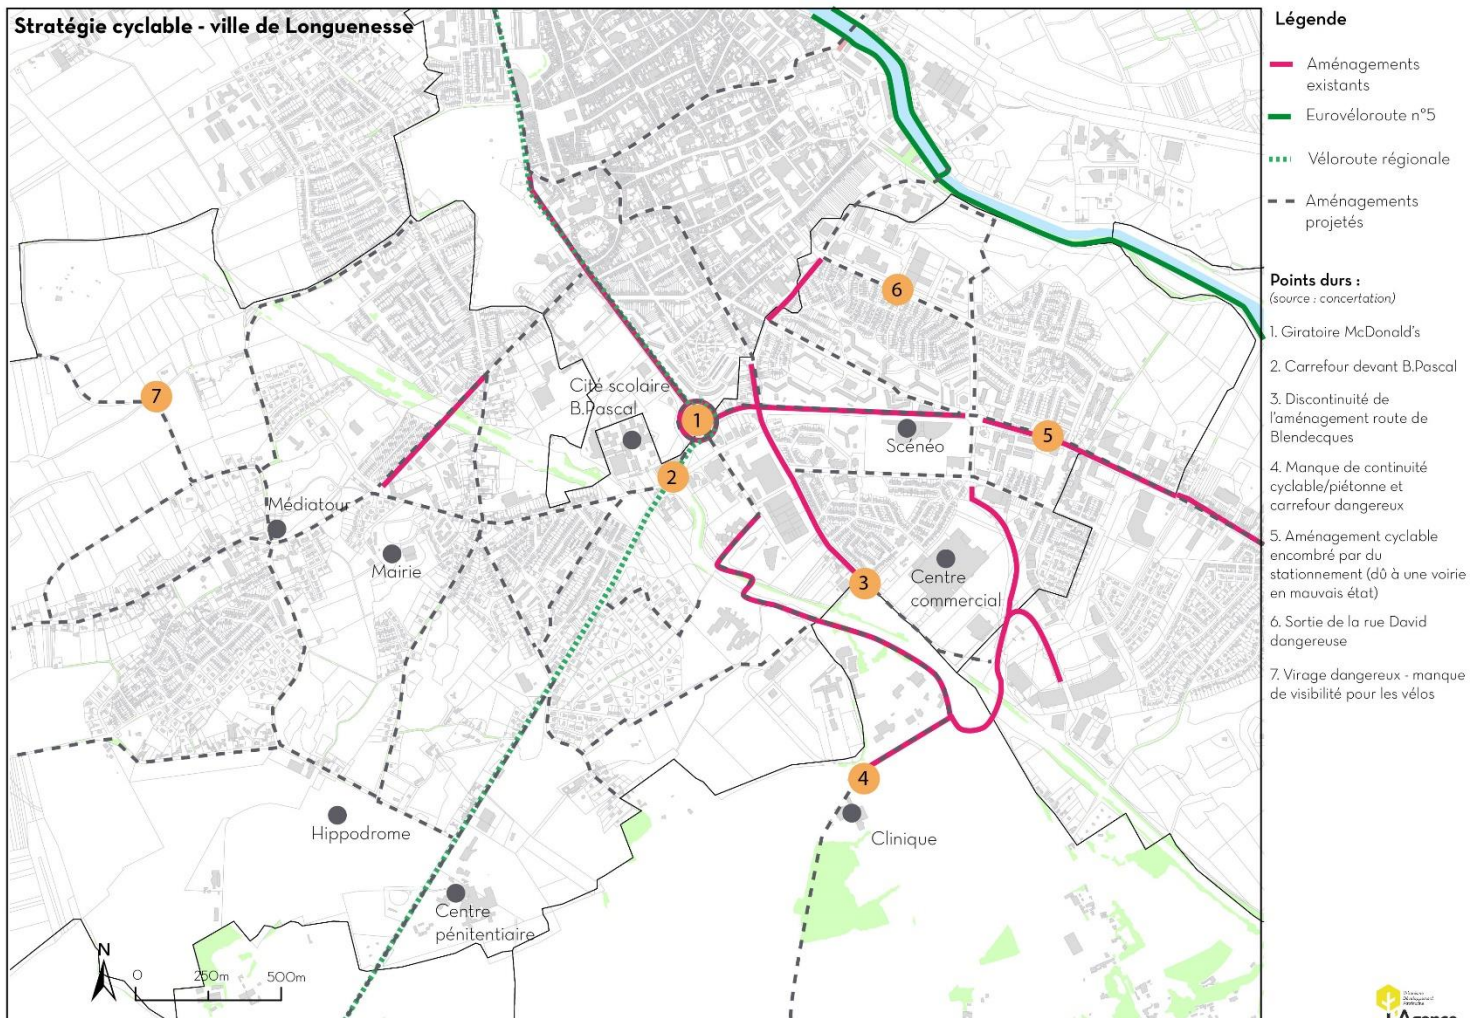 Stratégie cyclable - ville de Longuenesse
Légende
Aménagements
existants
Eurovéloroute n°5
Véloroute régionale
Aménagements
projetés
Points durs :
(source : concertation)
1. Giratoire McDonald's
2. Carrefour devant B.Pascal
3. Discontinuité de
l'aménagement route de
Blendecques
4. Manque de continuité
cyclable/piétonne et
carrefour dangereux
5. Aménagement cyclable
encombré par du
stationnement (dû à une voirie
en mauvais état)
6. Sortie de la rue David
dangereuse
7. Virage dangereux - manque
de visibilité pour les vélos
6
7
Cité scolaire
B.Pascal
1
Scénéo
5
2
Médiatour
Mairie
3
Centre
commercial
4
Hippodrome
Clinique
Centre
pénitentiaire
N
0 250m 500m
L'Agence